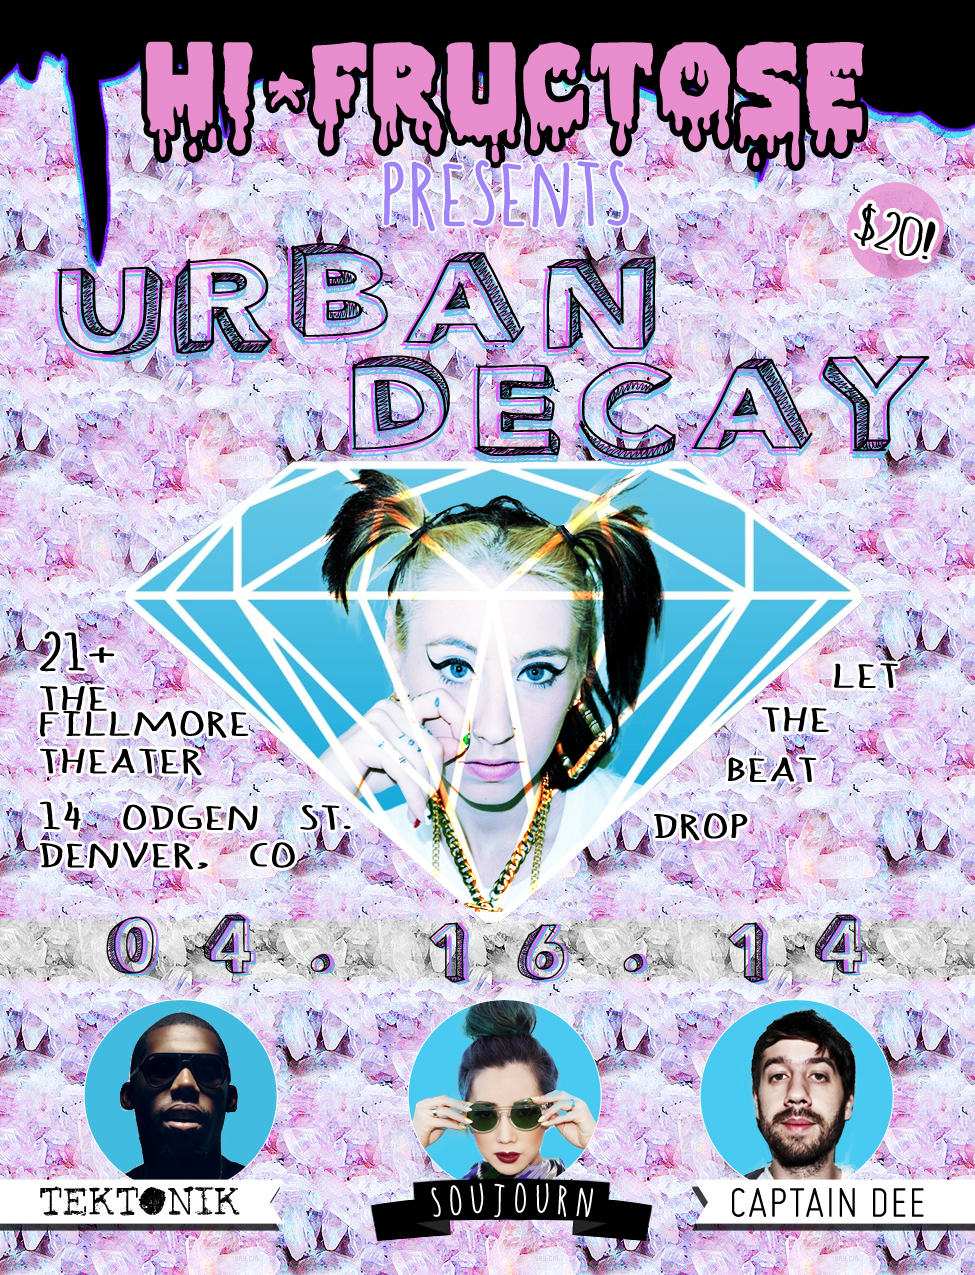 HI★FRUCTOSE
PRESENTS
$20!
URBAN
DECAY
21+
THE
FILLMORE
THEATER
14 ODGEN ST.
DENVER, CO
LET
THE
BEAT
DROP
04.16.14
TEKTONIK
SOUJOURN
CAPTAIN DEE